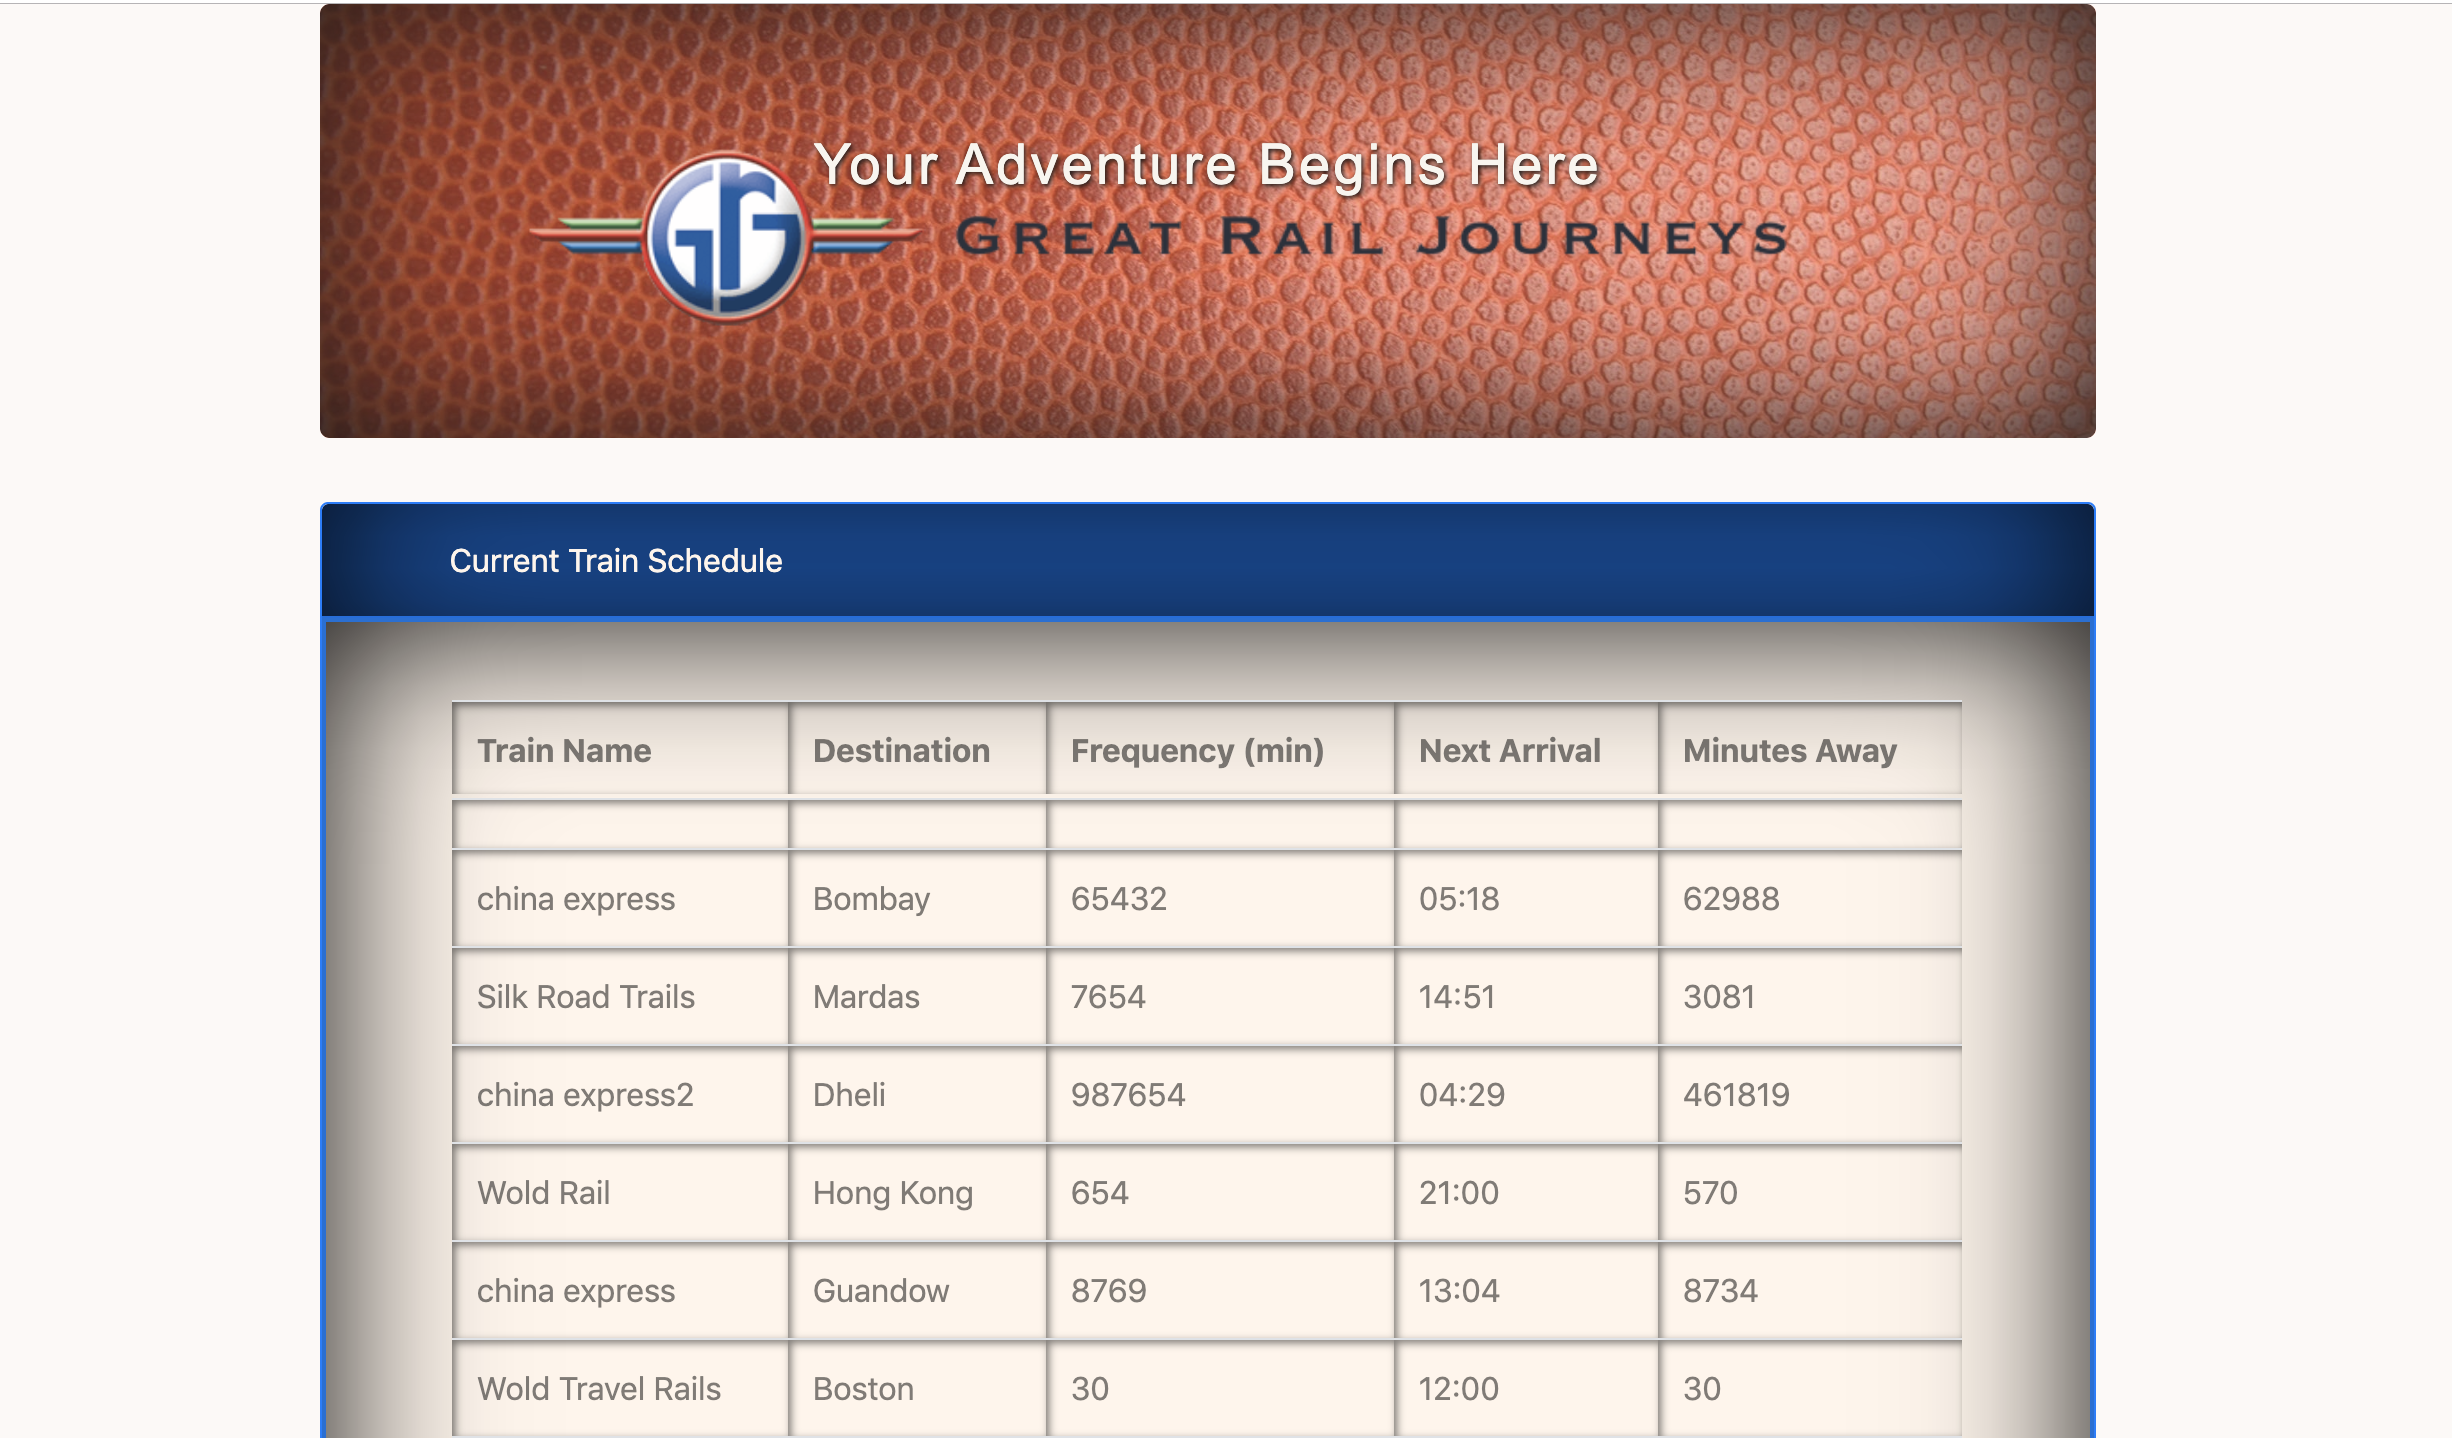 Your Adventure Begins Here
GREAT RAIL JOURNEYS
grj
Current Train Schedule
Train Name Destination Frequency (min) Next Arrival Minutes Away
china express Bombay 65432 05:18 62988
Silk Road Trails Mardas 7654 14:51 3081
china express2 Dheli 987654 04:29 461819
Wold Rail Hong Kong 654 21:00 570
china express Guandow 8769 13:04 8734
Wold Travel Rails Boston 30 12:00 30